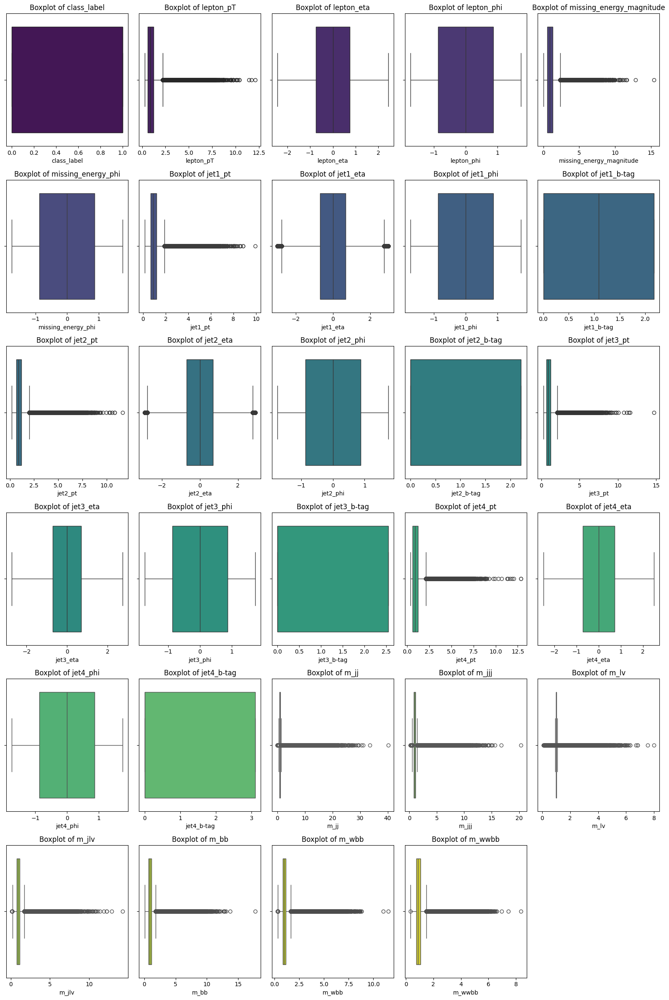 Boxplot of class_label
Boxplot of lepton_pT
Boxplot of lepton_eta
Boxplot of lepton_phi
Boxplot of missing_energy_magnitude
0.0 0.2 0.4 0.6 0.8 1.0
class_label
0.0 2.5 5.0 7.5 10.0 12.5
lepton_pT
−2 −1 0 1 2
lepton_eta
−1 0 1
lepton_phi
0 5 10 15
missing_energy_magnitude
Boxplot of missing_energy_phi
Boxplot of jet1_pt
Boxplot of jet1_eta
Boxplot of jet1_phi
Boxplot of jet1_b-tag
−1 0 1
missing_energy_phi
0 2 4 6 8 10
jet1_pt
−2 0 2
jet1_eta
−1 0 1
jet1_phi
0.0 0.5 1.0 1.5 2.0
jet1_b-tag
Boxplot of jet2_pt
Boxplot of jet2_eta
Boxplot of jet2_phi
Boxplot of jet2_b-tag
Boxplot of jet3_pt
0.0 2.5 5.0 7.5 10.0
jet2_pt
−2 0 2
jet2_eta
−1 0 1
jet2_phi
0.0 0.5 1.0 1.5 2.0
jet2_b-tag
0 5 10 15
jet3_pt
Boxplot of jet3_eta
Boxplot of jet3_phi
Boxplot of jet3_b-tag
Boxplot of jet4_pt
Boxplot of jet4_eta
−2 0 2
jet3_eta
−1 0 1
jet3_phi
0.0 0.5 1.0 1.5 2.0 2.5
jet3_b-tag
0.0 2.5 5.0 7.5 10.0 12.5
jet4_pt
−2 −1 0 1 2
jet4_eta
Boxplot of jet4_phi
Boxplot of jet4_b-tag
Boxplot of m_jj
Boxplot of m_jjj
Boxplot of m_lv
−1 0 1
jet4_phi
0 1 2 3
jet4_b-tag
0 10 20 30 40
m_jj
0 5 10 15 20
m_jjj
0 2 4 6 8
m_lv
Boxplot of m_jlv
Boxplot of m_bb
Boxplot of m_wbb
Boxplot of m_wwbb
0 5 10
m_jlv
0 5 10 15
m_bb
0.0 2.5 5.0 7.5 10.0
m_wbb
0 2 4 6 8
m_wwbb